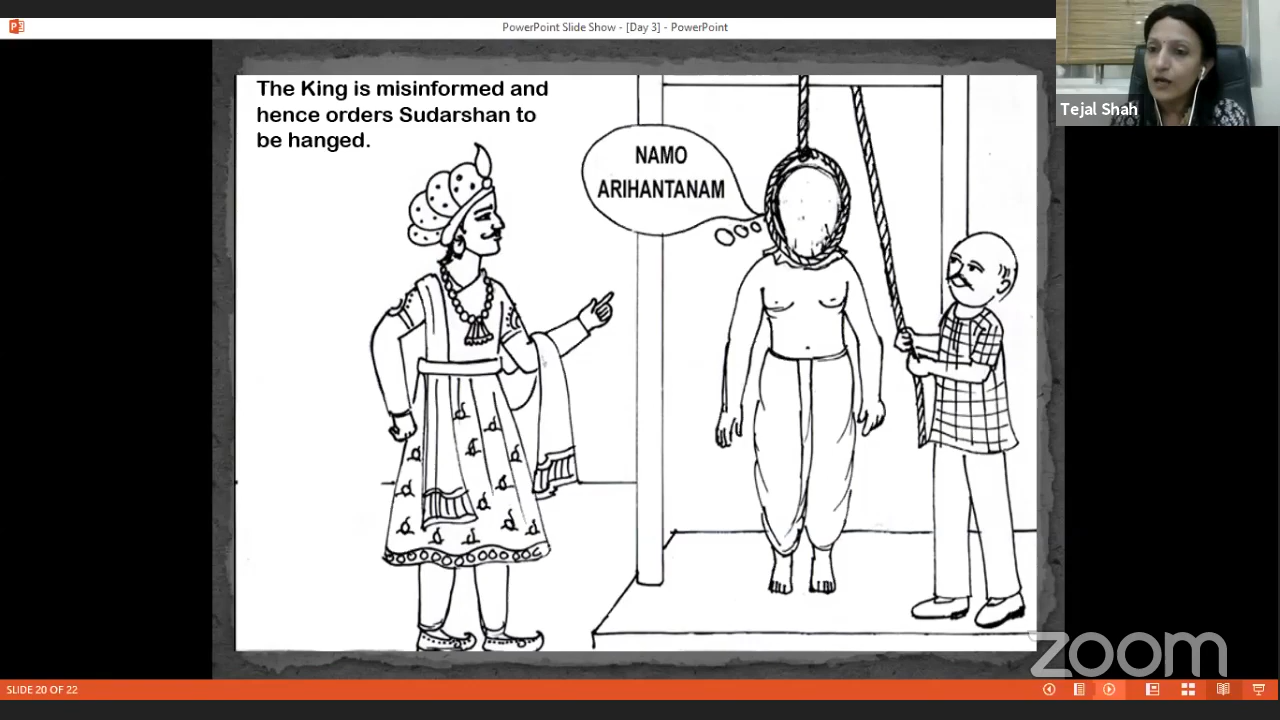 PowerPoint Slide Show - [Day 3] - PowerPoint
The King is misinformed and
hence orders Sudarshan to
be hanged.
NAMO
ARIHANTANAM
Tejal Shah
zoom
SLIDE 20 OF 22